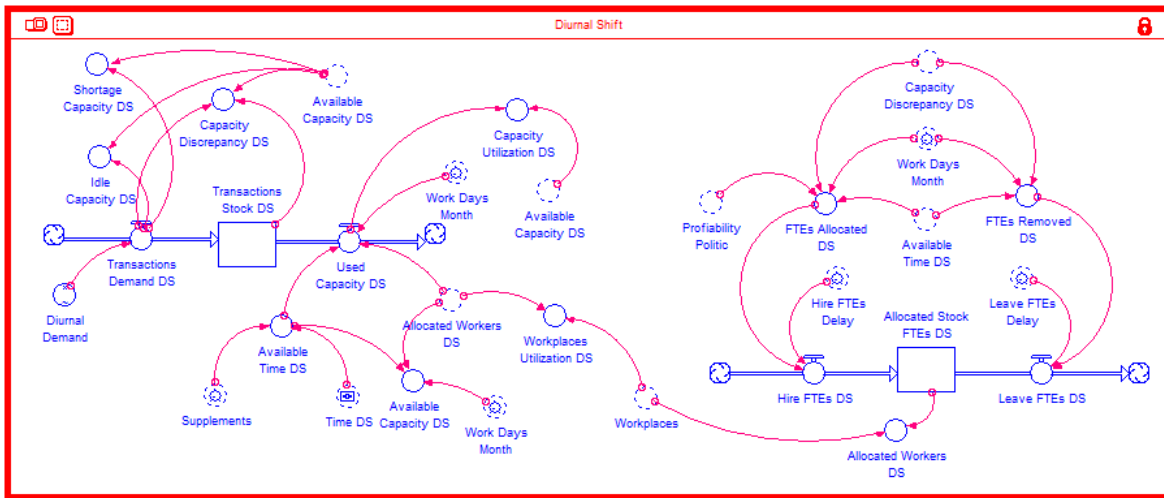 Diurnal Shift
Shortage
Capacity DS
Available
Capacity DS
Capacity
Discrepancy DS
Capacity
Utilization DS
Capacity
Discrepancy DS
Idle
Capacity DS
Transactions
Stock DS
Work Days
Month
Available
Capacity DS
Work Days
Month
Profiability
Politic
FTEs Allocated
DS
Available
Time DS
FTEs Removed
DS
Transactions
Demand DS
Used
Capacity DS
Diurnal
Demand
Available
Time DS
Allocated Workers
DS
Workplaces
Utilization DS
Hire FTEs
Delay
Allocated Stock
FTEs DS
Leave FTEs
Delay
Supplements
Time DS
Available
Capacity DS
Work Days
Month
Workplaces
Hire FTEs DS
Leave FTEs DS
Allocated Workers
DS